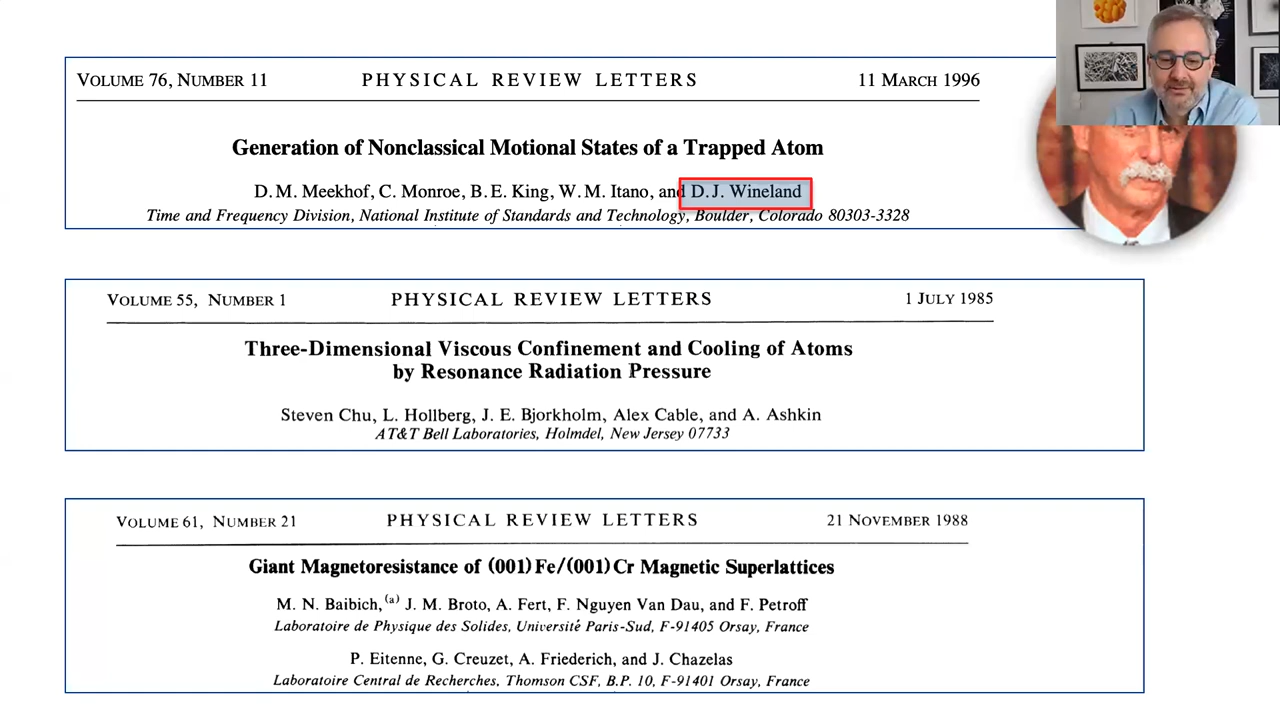 VOLUME 76, NUMBER 11 PHYSICAL REVIEW LETTERS 11 MARCH 1996
Generation of Nonclassical Motional States of a Trapped Atom
D. M. Meekhof, C. Monroe, B. E. King, W. M. Itano, and D. J. Wineland
Time and Frequency Division, National Institute of Standards and Technology, Boulder, Colorado 80303-3328
VOLUME 55, NUMBER 1 PHYSICAL REVIEW LETTERS 1 JULY 1985
Three-Dimensional Viscous Confinement and Cooling of Atoms
by Resonance Radiation Pressure
Steven Chu, L. Hollberg, J. E. Bjorkholm, Alex Cable, and A. Ashkin
AT&T Bell Laboratories, Holmdel, New Jersey 07733
VOLUME 61, NUMBER 21 PHYSICAL REVIEW LETTERS 21 NOVEMBER 1988
Giant Magnetoresistance of (001)Fe/(001)Cr Magnetic Superlattices
M. N. Baibich,(a) J. M. Broto, A. Fert, F. Nguyen Van Dau, and F. Petroff
Laboratoire de Physique des Solides, Université Paris-Sud, F-91405 Orsay, France
P. Eitenne, G. Creuzet, A. Friederich, and J. Chazelas
Laboratoire Central de Recherches, Thomson CSF, B.P. 10, F-91401 Orsay, France